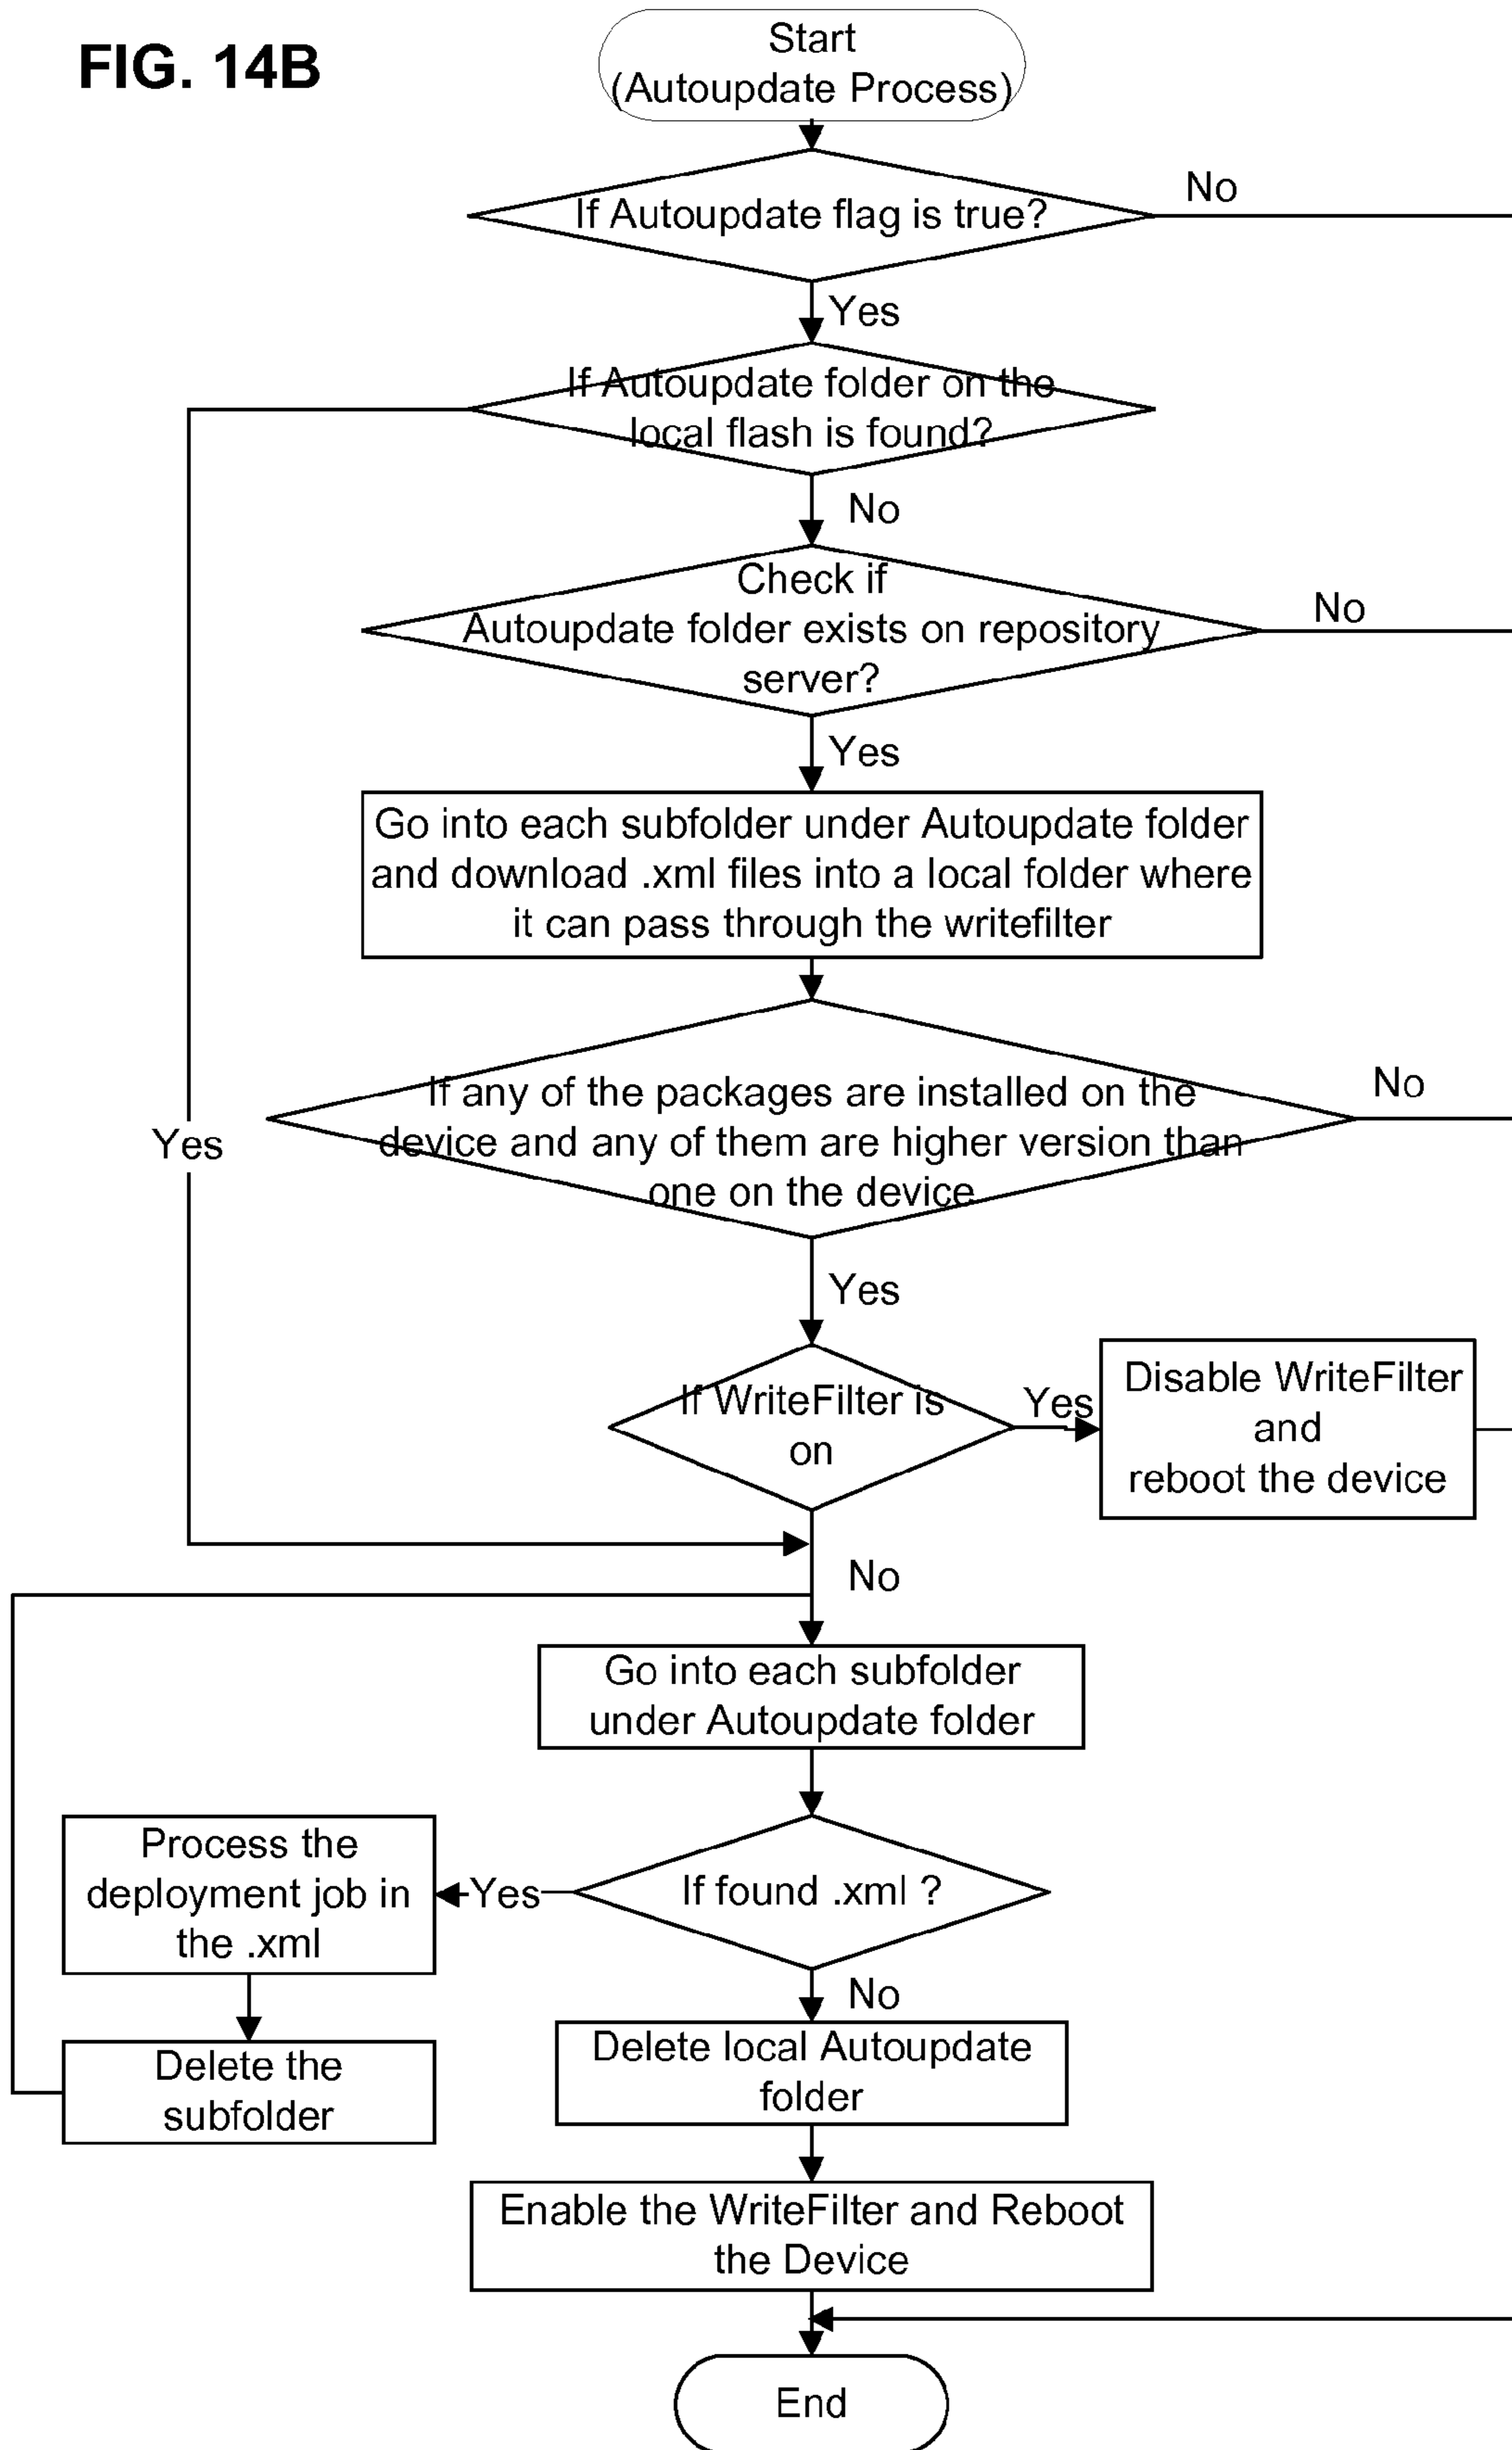 FIG. 14B
Start
(Autoupdate Process)
If Autoupdate flag is true?
No
Yes
If Autoupdate folder on the
local flash is found?
No
Check if
Autoupdate folder exists on repository
server?
No
Yes
Go into each subfolder under Autoupdate folder
and download .xml files into a local folder where
it can pass through the writefilter
If any of the packages are installed on the
device and any of them are higher version than
one on the device
No
Yes
Yes
If WriteFilter is
on
Yes
Disable WriteFilter
and
reboot the device
No
Go into each subfolder
under Autoupdate folder
If found .xml ?
Yes
Process the
deployment job in
the .xml
Delete the
subfolder
No
Delete local Autoupdate
folder
Enable the WriteFilter and Reboot
the Device
End